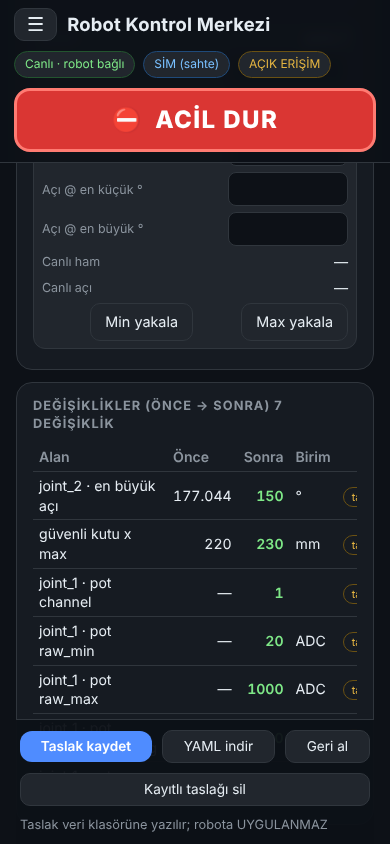 ☰ Robot Kontrol Merkezi
Canlı · robot bağlı SİM (sahte) AÇIK ERİŞİM
⛔ ACİL DUR
Açı @ en küçük °
Açı @ en büyük °
Canlı ham —
Canlı açı —
Min yakala Max yakala
DEĞİŞİKLİKLER (ÖNCE → SONRA) 7
DEĞİŞİKLİK
Alan Önce Sonra Birim
joint_2 · en büyük
açı 177.044 150 °
güvenli kutu x
max 220 230 mm
joint_1 · pot
channel — 1
joint_1 · pot
raw_min — 20 ADC
joint_1 · pot
raw_max — 1000 ADC
Taslak kaydet YAML indir Geri al
Kayıtlı taslağı sil
Taslak veri klasörüne yazılır; robota UYGULANMAZ